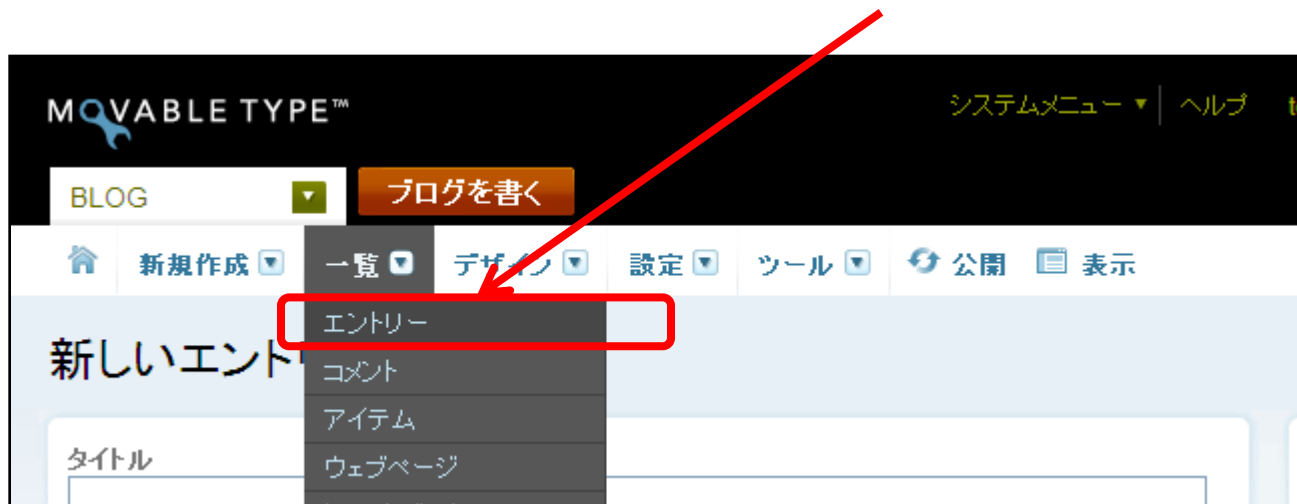 MOVABLE TYPE™
システムメニュー ▼ ヘルプ
BLOG
ブログを書く
新規作成 一覧 デザイン 設定 ツール 公開 表示
エントリー
新しいエント
コメント
アイテム
タイトル
ウェブページ